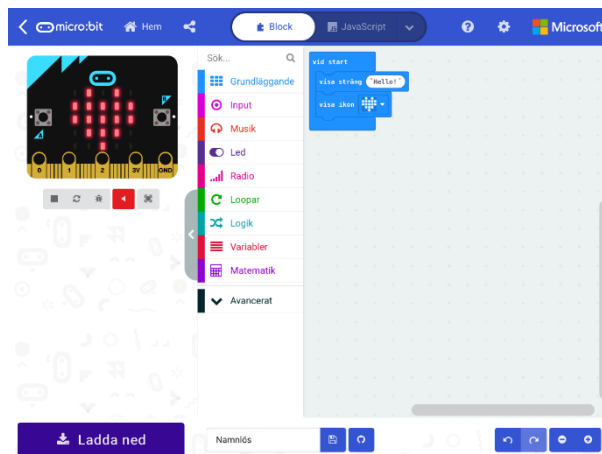 micro:bit
Hem
Block
JavaScript
Microsoft
Sök...
Grundläggande
Input
Musik
Led
Radio
Loopar
Logik
Variabler
Matematik
Avancerat
vid start
visa sträng "Hello!"
visa ikon
0 1 2 3V GND
Ladda ned
Namnlös